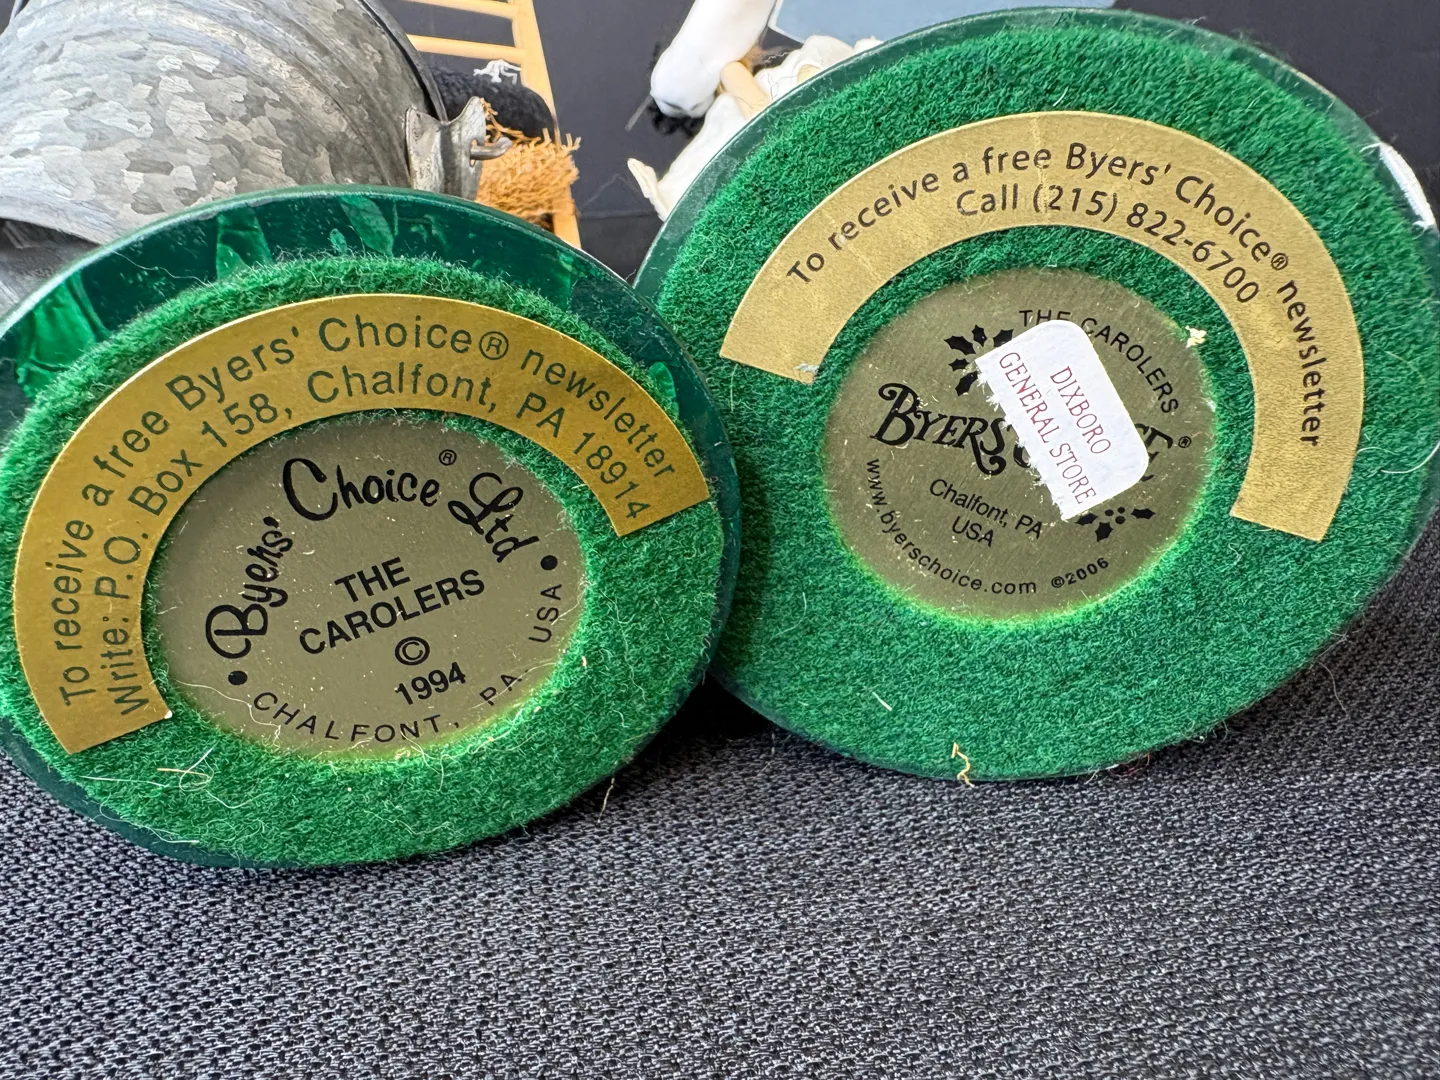 To receive a free Byers' Choice® newsletter
Write: P.O. Box 158, Chalfont, PA 18914
Byers' Choice® Ltd
THE
CAROLERS
©
1994
• CHALFONT, PA USA •
To receive a free Byers' Choice® newsletter
Call (215) 822-6700
THE CAROLERS
BYERS' ®
Chalfont, PA
USA
www.byerschoice.com ©2006
DIXBORO
GENERAL STORE